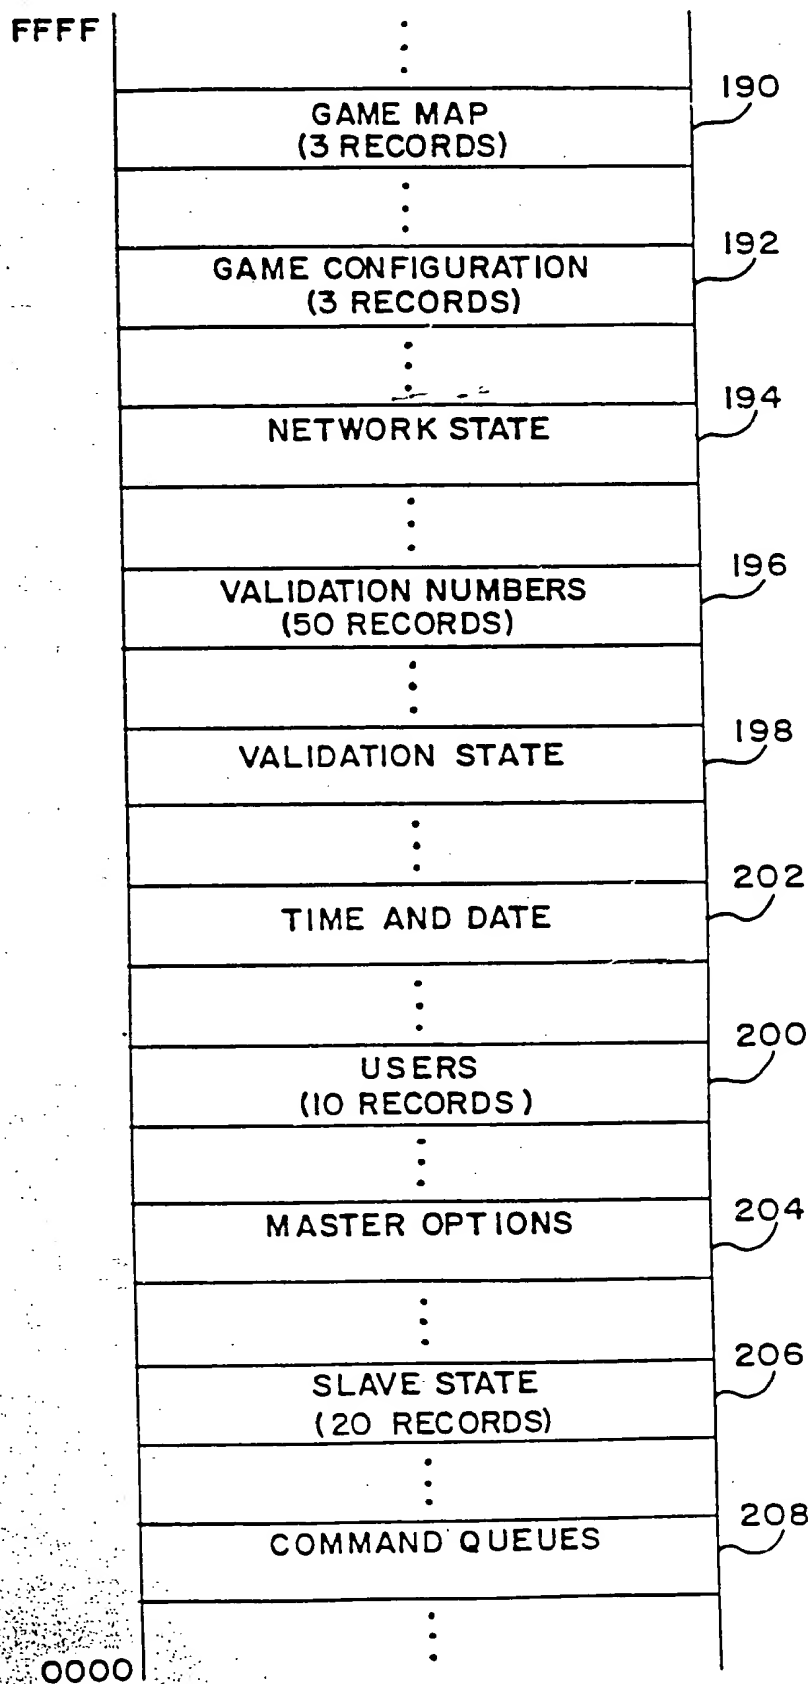 FFFF
190
GAME MAP
(3 RECORDS)
192
GAME CONFIGURATION
(3 RECORDS)
194
NETWORK STATE
196
VALIDATION NUMBERS
(50 RECORDS)
198
VALIDATION STATE
202
TIME AND DATE
200
USERS
(10 RECORDS)
204
MASTER OPTIONS
206
SLAVE STATE
(20 RECORDS)
208
COMMAND QUEUES
0000